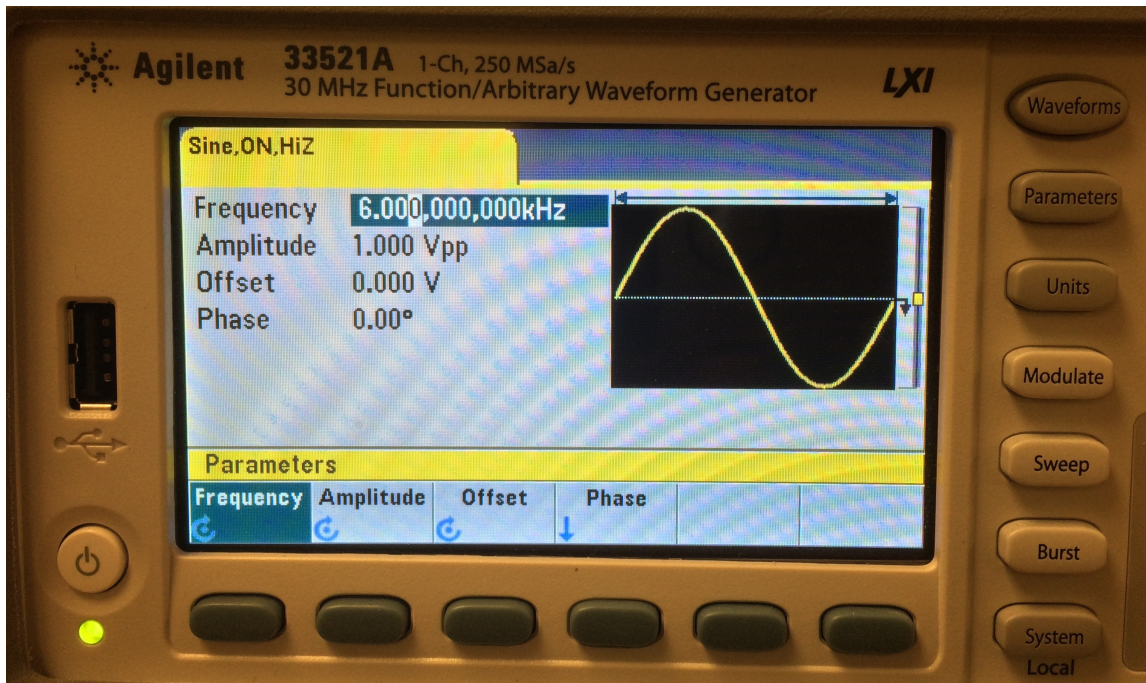 Agilent 33521A 1-Ch, 250 MSa/s
30 MHz Function/Arbitrary Waveform Generator
LXI
Sine,ON,HiZ
Frequency 6.000,000,000kHz
Amplitude 1.000 Vpp
Offset 0.000 V
Phase 0.00°
Parameters
Frequency Amplitude Offset Phase
Waveforms
Parameters
Units
Modulate
Sweep
Burst
System
Local